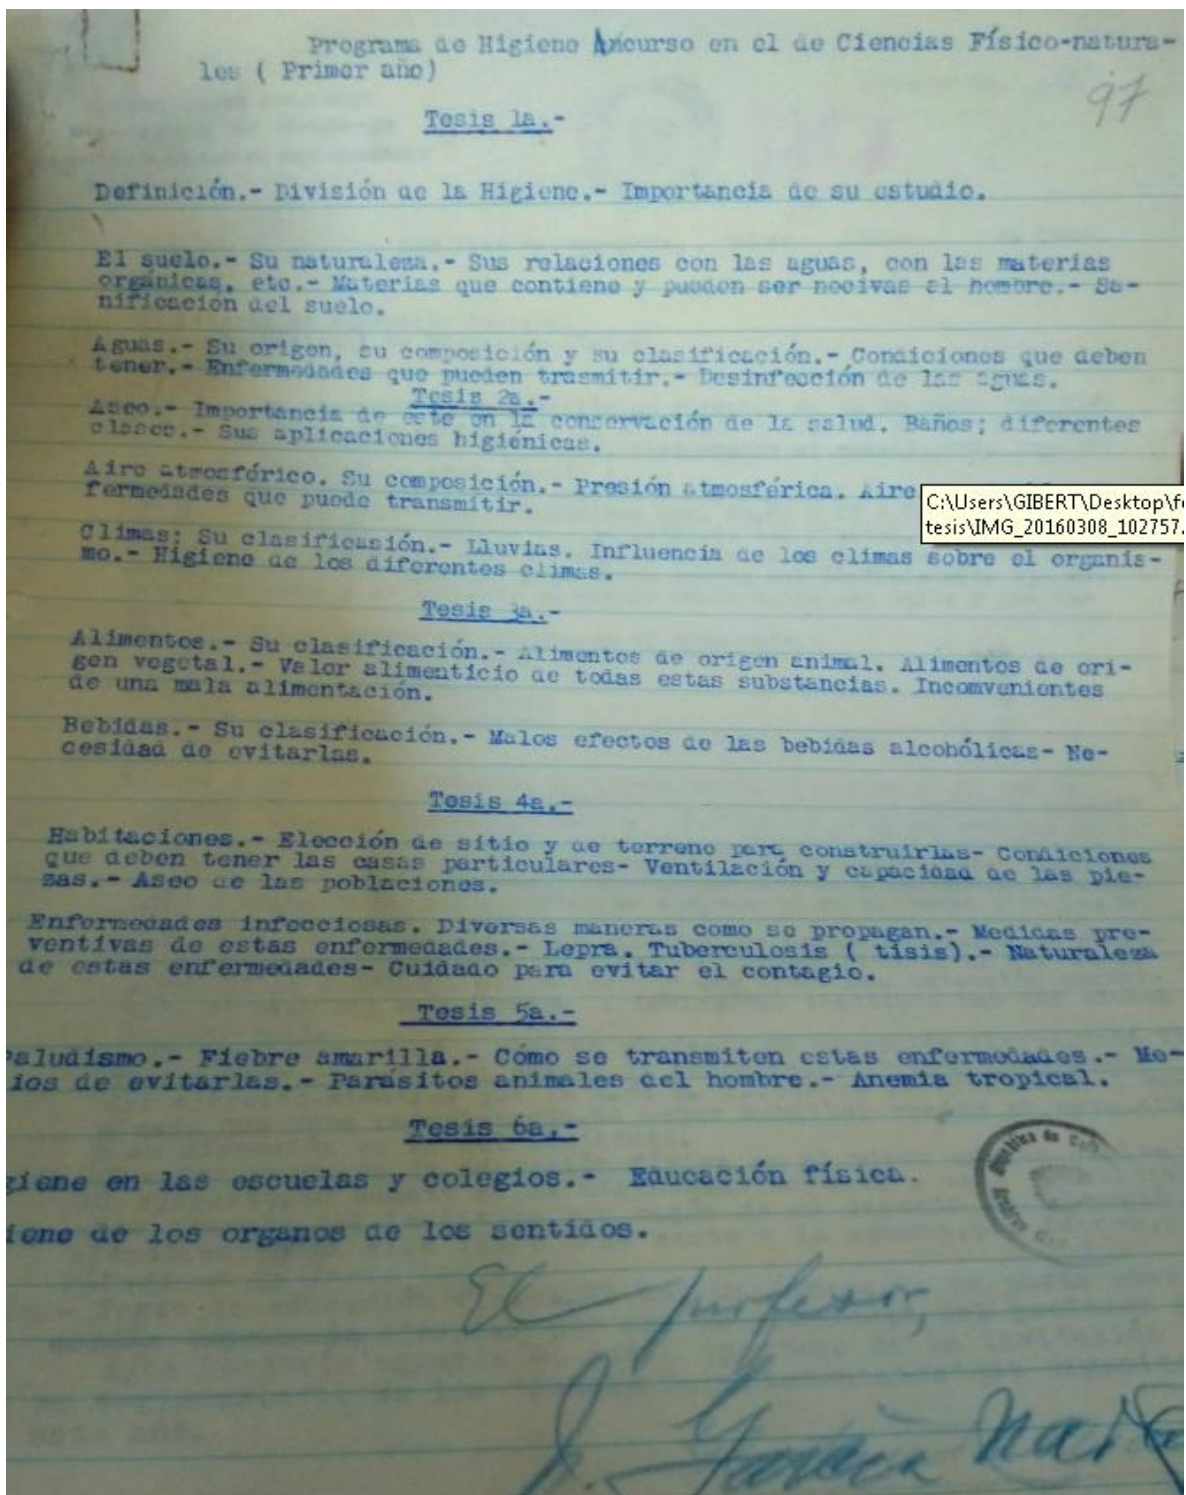 Programa de Higiene Ancurso en el de Ciencias Físico-natura-
les ( Primer año)
97
Tesis 1a.-
Definición.- División de la Higiene.- Importancia de su estudio.
El suelo.- Su naturaleza.- Sus relaciones con las aguas, con las materias
orgánicas, etc.- Materias que contiene y pueden ser nocivas al hombre.- Sa-
nificación del suelo.
Aguas.- Su origen, su composición y su clasificación.- Condiciones que deben
tener.- Enfermedades que pueden trasmitir.- Desinfección de las aguas.
Tesis 2a.-
Aseo.- Importancia de este en la conservación de la salud. Baños; diferentes
clases.- Sus aplicaciones higiénicas.
Aire atmosférico. Su composición.- Presión atmosférica. Aire
fermedades que puede transmitir.
C:\Users\GIBERT\Desktop\f
tesis\IMG_20160308_102757.
Climas: Su clasificasión.- Lluvias. Influencia de los climas sobre el organis-
mo.- Higiene de los diferentes climas.
Tesis 3a.-
Alimentos.- Su clasificación.- Alimentos de origen animal. Alimentos de ori-
gen vegetal.- Valor alimenticio de todas estas substancias. Incomvenientes
de una mala alimentación.
Bebidas.- Su clasificación.- Malos efectos de las bebidas alcohólicas- Ne-
cesidad de evitarlas.
Tesis 4a.-
Habitaciones.- Elección de sitio y de terreno para construirlas- Condiciones
que deben tener las casas particulares- Ventilación y capacidad de las pie-
zas.- Aseo de las poblaciones.
Enfermedades infecciosas. Diversas maneras como se propagan.- Medicas pre-
ventivas de estas enfermedades.- Lepra. Tuberculosis ( tisis).- Naturaleza
de estas enfermedades- Cuidado para evitar el contagio.
Tesis 5a.-
aludismo.- Fiebre amarilla.- Cómo se transmiten estas enfermedades.- Me-
ios de evitarlas.- Parásitos animales del hombre.- Anemia tropical.
Tesis 6a.-
giene en las escuelas y colegios.- Educación física.
iene de los organos de los sentidos.
El profesor,
J. García